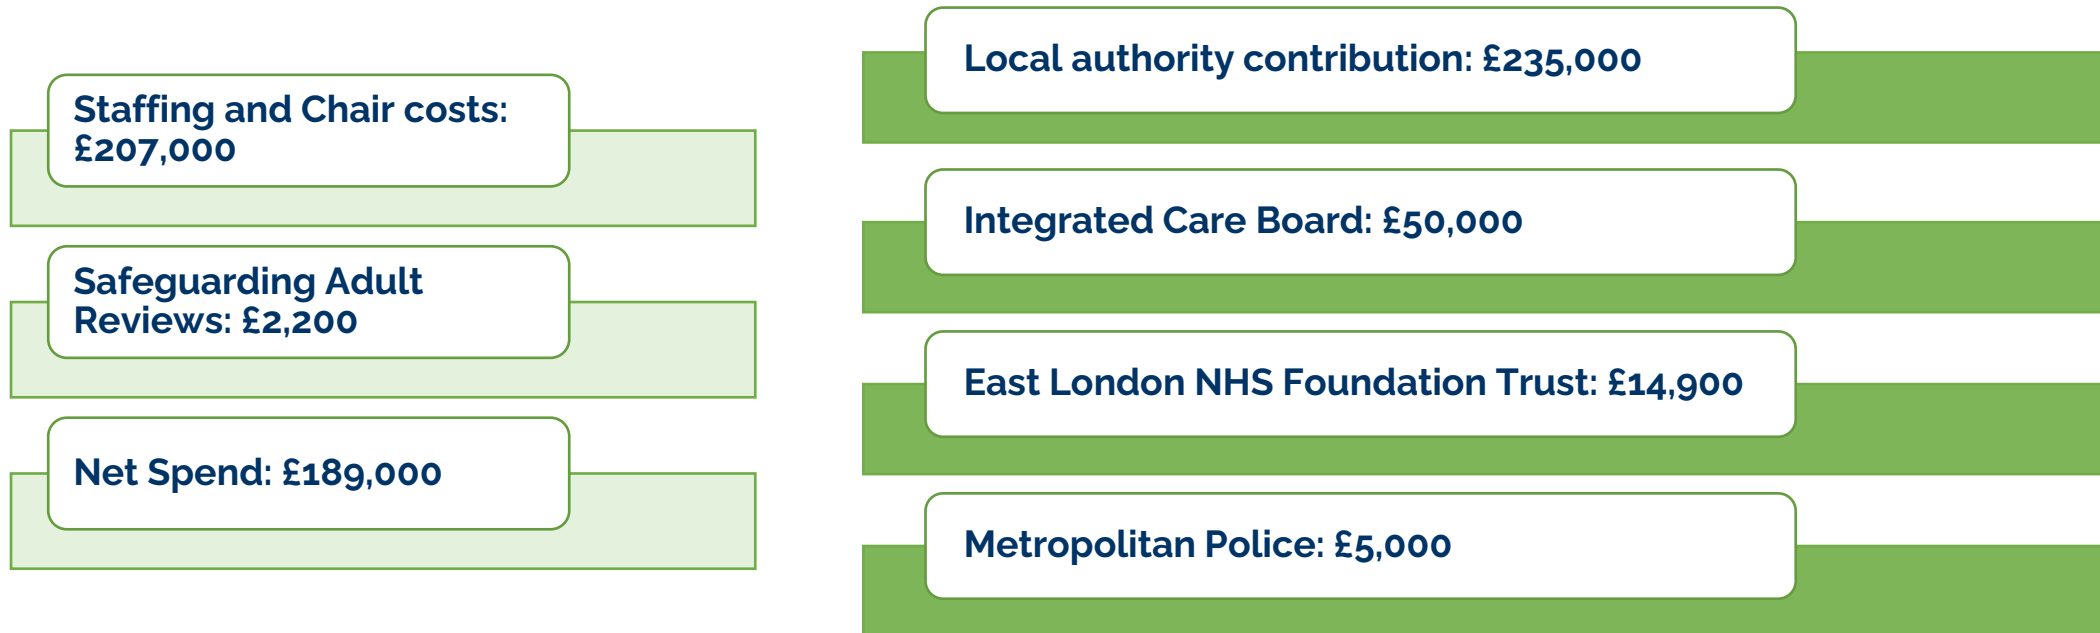 Staffing and Chair costs:
£207,000
Safeguarding Adult
Reviews: £2,200
Net Spend: £189,000
Local authority contribution: £235,000
Integrated Care Board: £50,000
East London NHS Foundation Trust: £14,900
Metropolitan Police: £5,000